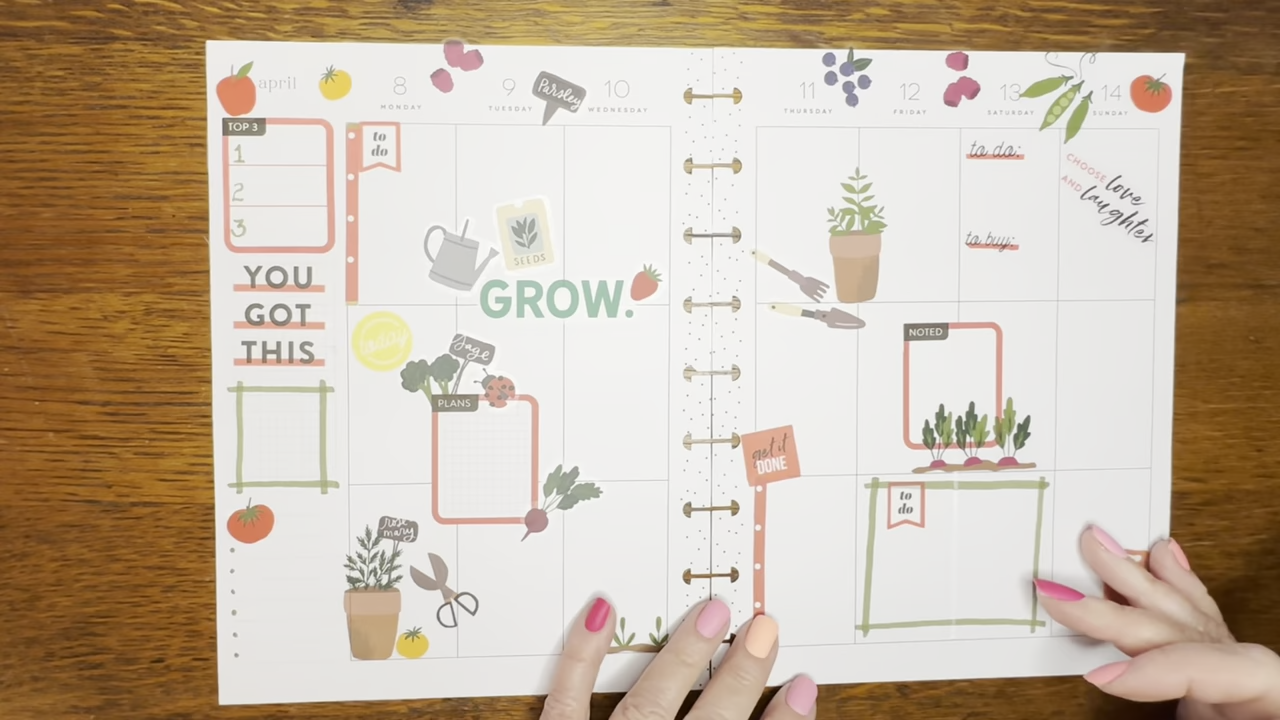 april
8
MONDAY
9
TUESDAY
Parsley
10
WEDNESDAY
11
THURSDAY
12
FRIDAY
13
SATURDAY
14
SUNDAY
TOP 3
1
2
3
to
do
YOU
GOT
THIS
SEEDS
GROW.
today
Sage
PLANS
rose
mary
to do:
to buy:
CHOOSE love
AND laughter
NOTED
get it
DONE
to
do